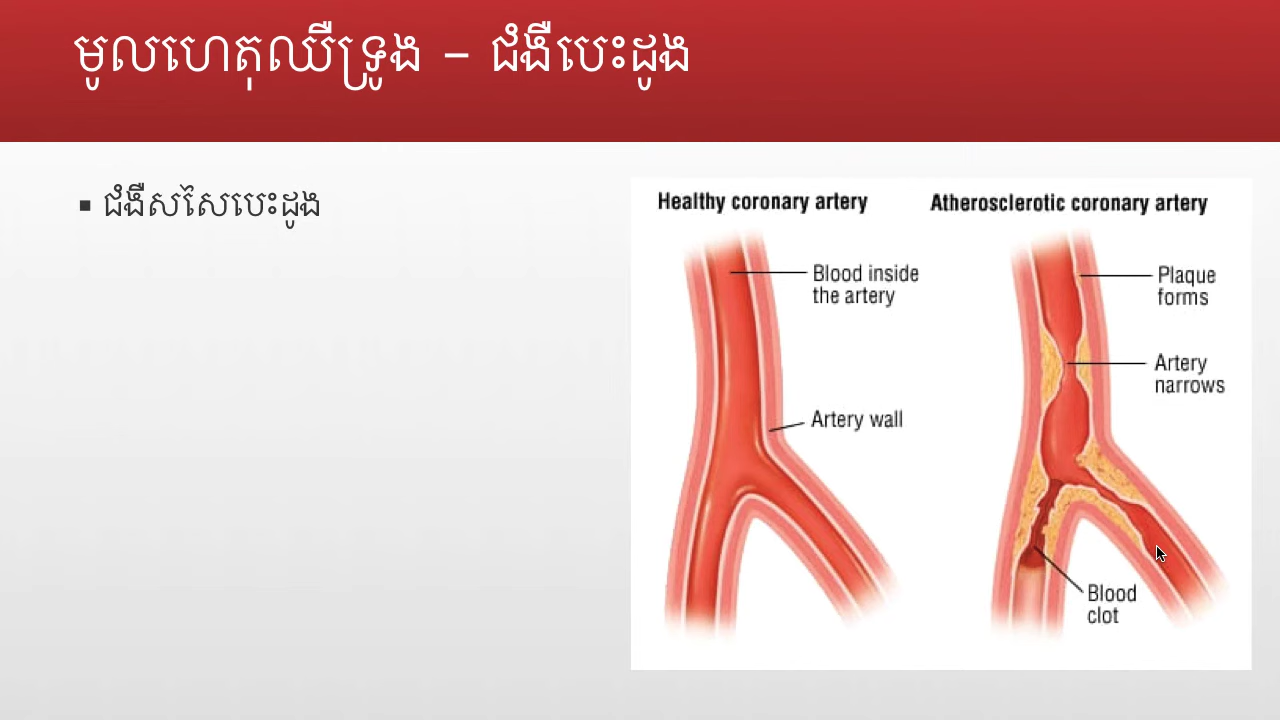 មូលហេតុឈឺទ្រូង – ជំងឺបេះដូង
▪ ជំងឺសសៃបេះដូង
Healthy coronary artery
Atherosclerotic coronary artery
Blood inside
the artery
Plaque
forms
Artery
narrows
Artery wall
Blood
clot